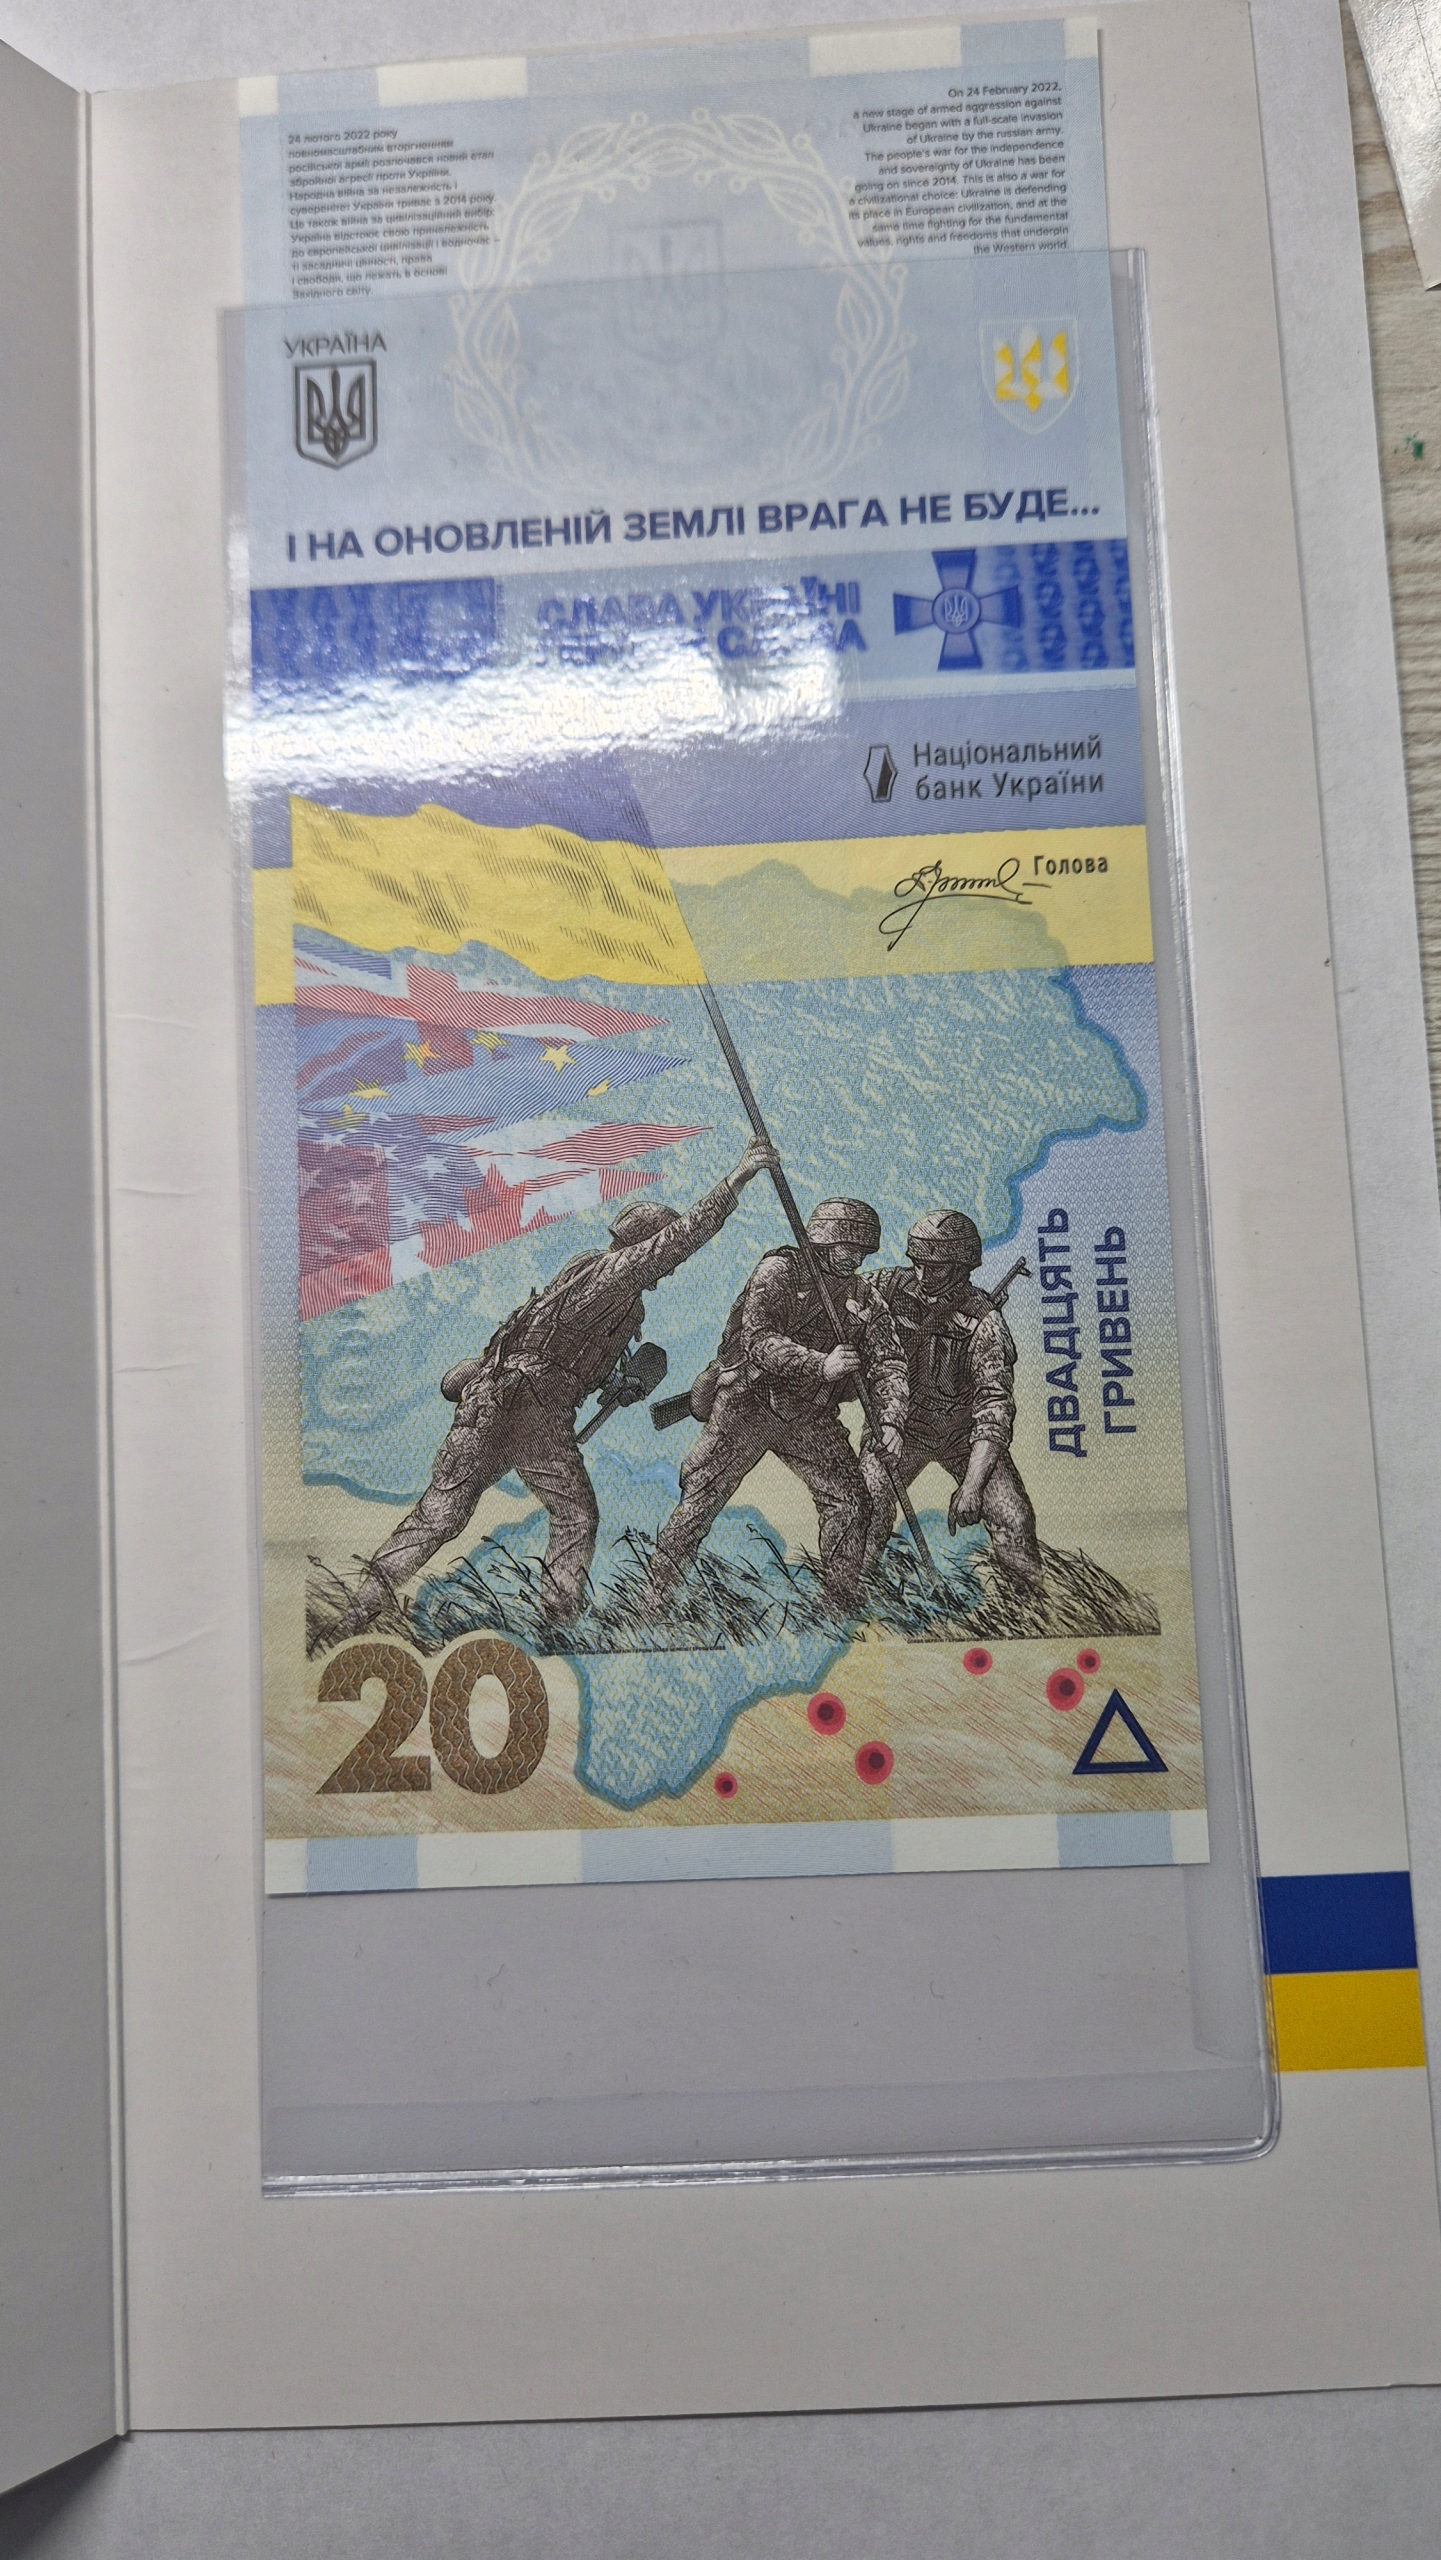 24 лютого 2022 року
повномасштабним вторгненням
російської армії розпочався новий етап
збройної агресії проти України.
Народна війна за незалежність і
суверенітет України триває з 2014 року.
Це також війна за цивілізаційний вибір:
Україна відстоює свою приналежність
до європейської цивілізації і водночас –
ті засадничі цінності, права
і свободи, що лежать в основі
Західного світу.
On 24 February 2022,
a new stage of armed aggression against
Ukraine began with a full-scale invasion
of Ukraine by the russian army.
The people's war for the independence
and sovereignty of Ukraine has been
going on since 2014. This is also a war for
a civilizational choice: Ukraine is defending
its place in European civilization, and at the
same time fighting for the fundamental
values, rights and freedoms that underpin
the Western world.
УКРАЇНА
І НА ОНОВЛЕНІЙ ЗЕМЛІ ВРАГА НЕ БУДЕ...
СЛАВА УКРАЇНІ
СЛАВА
Національний
банк України
Голова
ДВАДЦЯТЬ
ГРИВЕНЬ
20